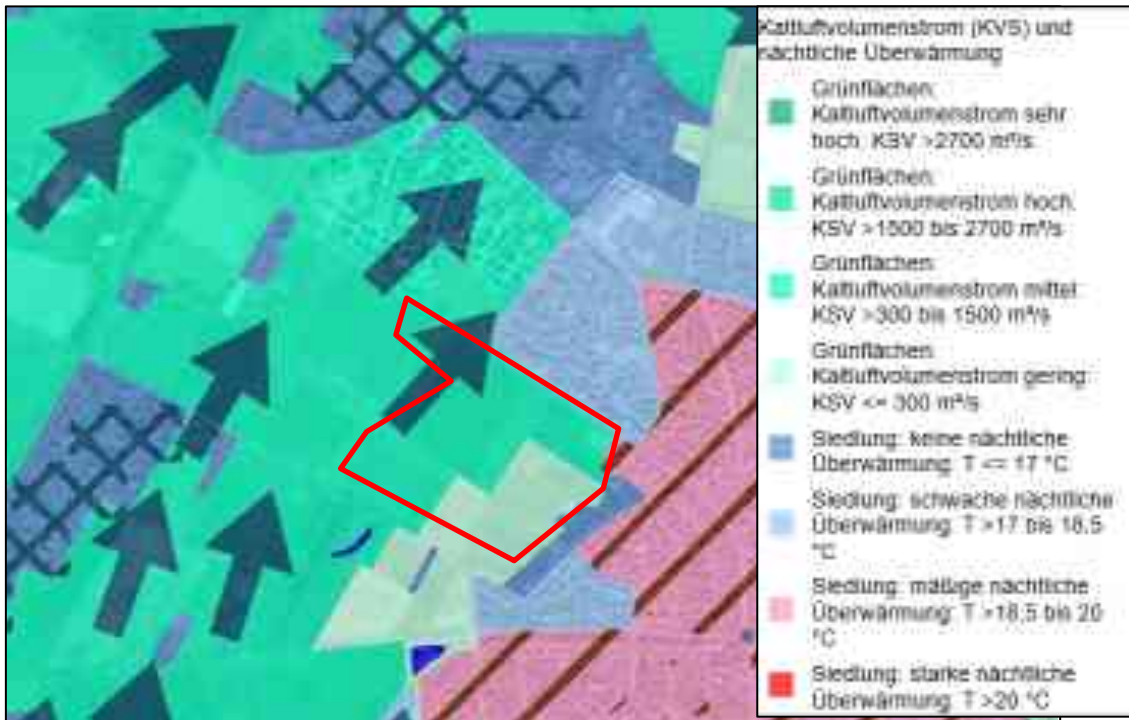 Kaltluftvolumenstrom (KVS) und
nächtliche Überwärmung
Grünflächen:
Kaltluftvolumenstrom sehr
hoch: KSV >2700 m³/s
Grünflächen:
Kaltluftvolumenstrom hoch:
KSV >1500 bis 2700 m³/s
Grünflächen:
Kaltluftvolumenstrom mittel:
KSV >300 bis 1500 m³/s
Grünflächen:
Kaltluftvolumenstrom gering:
KSV <= 300 m³/s
Siedlung: keine nächtliche
Überwärmung: T <= 17 °C
Siedlung: schwache nächtliche
Überwärmung: T >17 bis 18,5
°C
Siedlung: mäßige nächtliche
Überwärmung: T >18,5 bis 20
°C
Siedlung: starke nächtliche
Überwärmung: T >20 °C